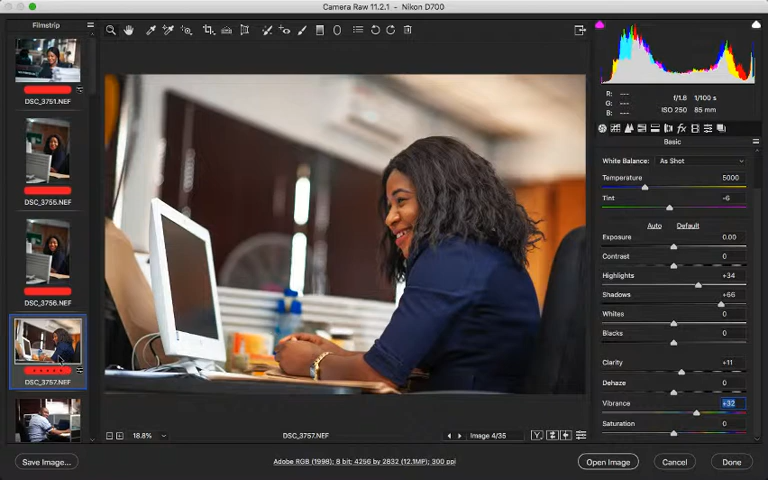 Camera Raw 11.2.1 - Nikon D700
Filmstrip
DSC_3751.NEF
DSC_3755.NEF
DSC_3756.NEF
DSC_3757.NEF
18.8%
DSC_3757.NEF
Image 4/35
R: ---
G: ---
B: ---
f/1.8 1/100 s
ISO 250 85 mm
Basic
White Balance: As Shot
Temperature 5000
Tint -6
Auto Default
Exposure 0.00
Contrast 0
Highlights +34
Shadows +66
Whites 0
Blacks 0
Clarity +11
Dehaze 0
Vibrance +32
Saturation 0
Save Image...
Adobe RGB (1998); 8 bit; 4256 by 2832 (12.1MP); 300 ppi
Open Image
Cancel
Done